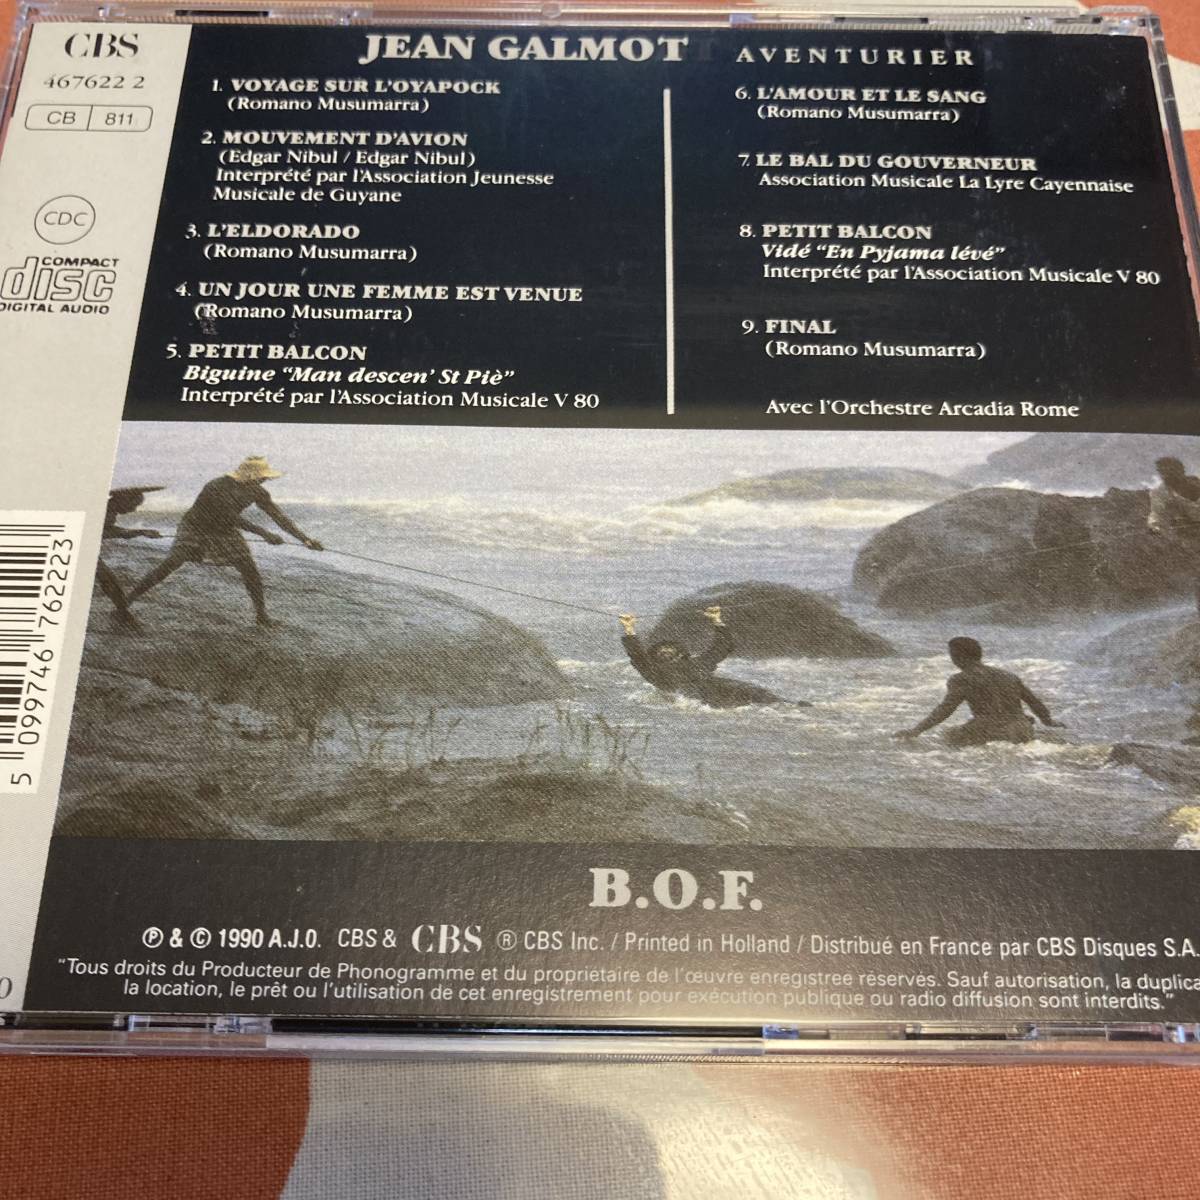 CBS
467622 2
CB 811
CDC
COMPACT
disc
DIGITAL AUDIO
JEAN GALMOT AVENTURIER
1. VOYAGE SUR L'OYAPOCK
(Romano Musumarra)
2. MOUVEMENT D'AVION
(Edgar Nibul / Edgar Nibul)
Interprété par l'Association Jeunesse
Musicale de Guyane
3. L'ELDORADO
(Romano Musumarra)
4. UN JOUR UNE FEMME EST VENUE
(Romano Musumarra)
5. PETIT BALCON
Biguine "Man descen' St Piè"
Interprété par l'Association Musicale V 80
6. L'AMOUR ET LE SANG
(Romano Musumarra)
7. LE BAL DU GOUVERNEUR
Association Musicale La Lyre Cayennaise
8. PETIT BALCON
Vidé "En Pyjama lévé"
Interprété par l'Association Musicale V 80
9. FINAL
(Romano Musumarra)
Avec l'Orchestre Arcadia Rome
5 099746 762223
B.O.F.
℗ & © 1990 A.J.O. CBS & CBS ® CBS Inc. / Printed in Holland / Distribué en France par CBS Disques S.A.
"Tous droits du Producteur de Phonogramme et du propriétaire de l'œuvre enregistree réservés. Sauf autorisation, la duplica
la location, le prêt ou l'utilisation de cet enregistrement pour exécution publique ou radio diffusion sont interdits."